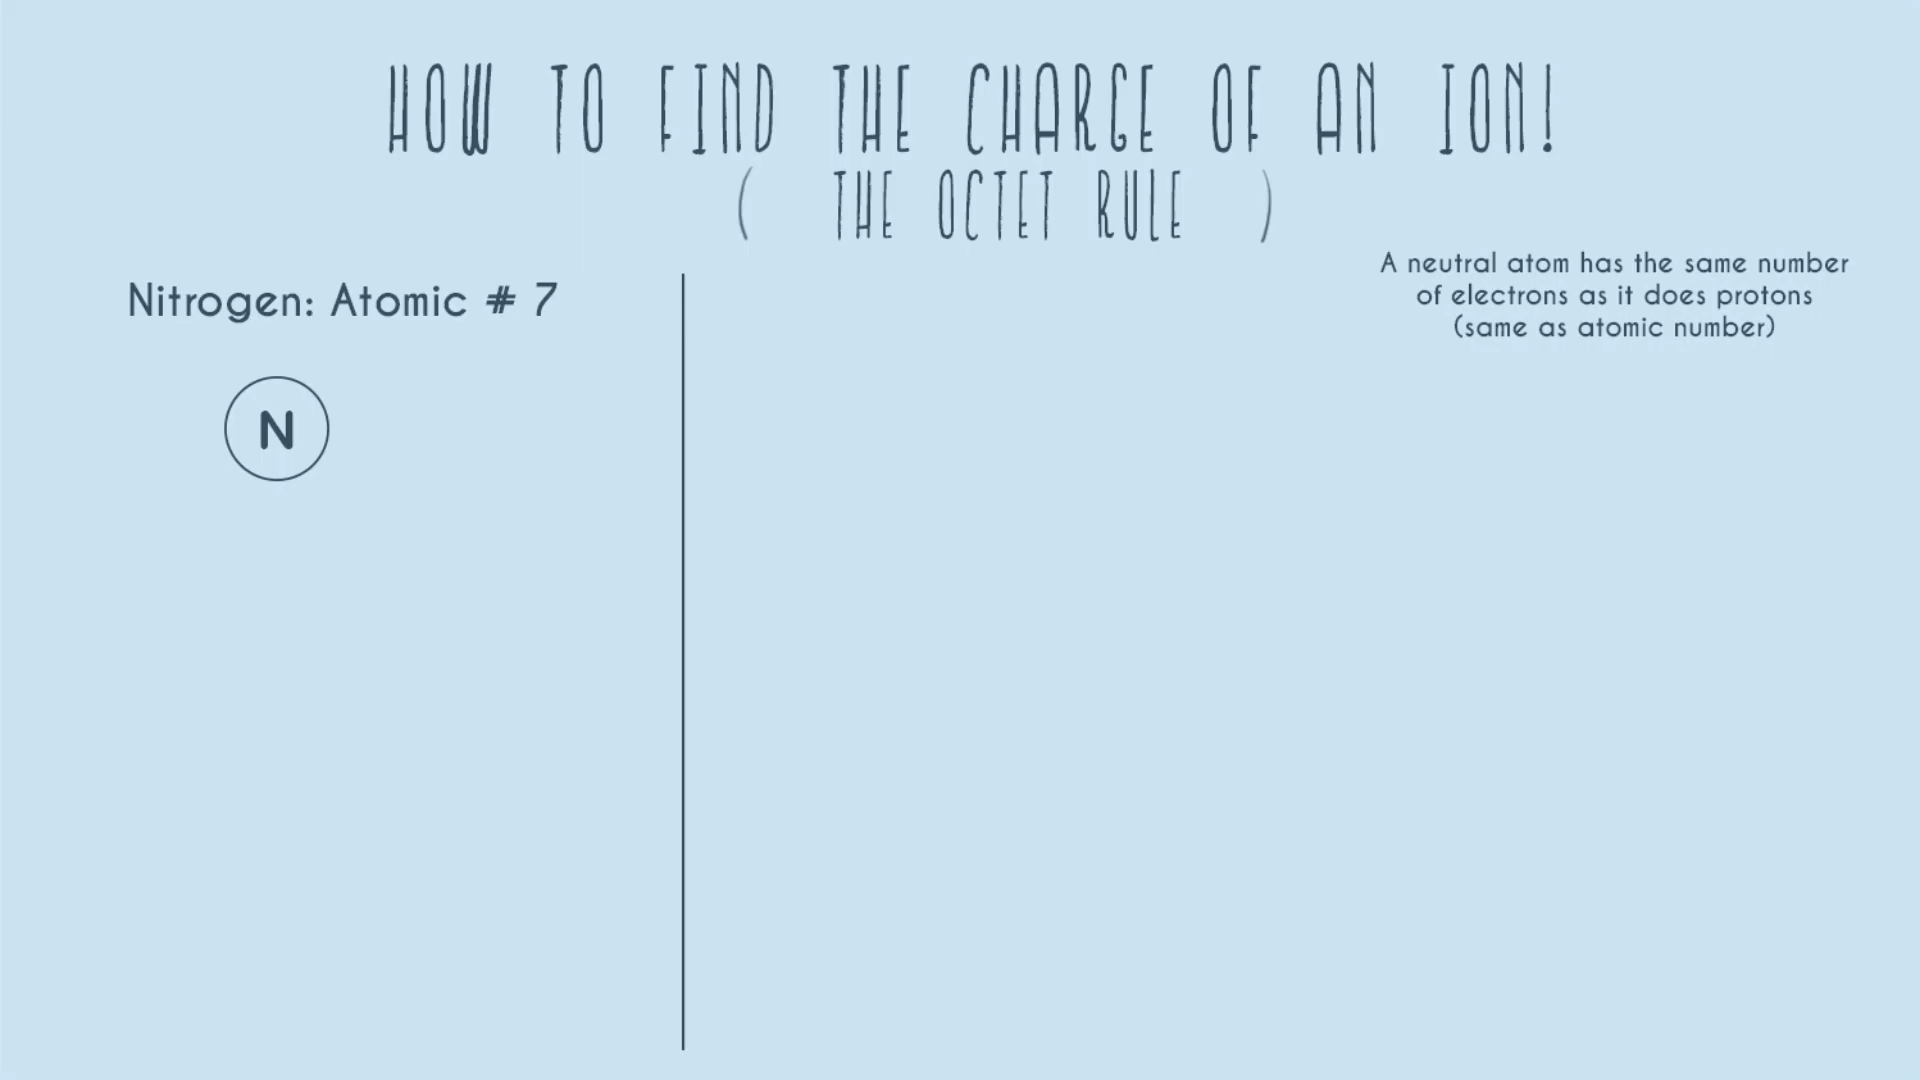 HOW TO FIND THE CHARGE OF AN ION!
( THE OCTET RULE )
Nitrogen: Atomic # 7
N
A neutral atom has the same number
of electrons as it does protons
(same as atomic number)